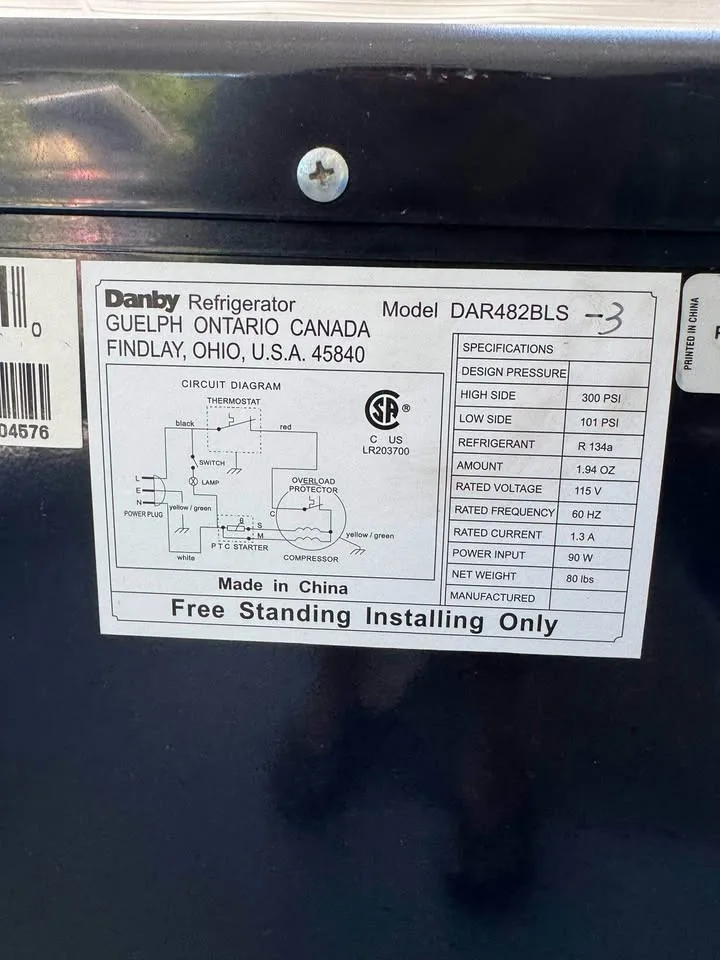 0
04576
Danby Refrigerator
GUELPH ONTARIO CANADA
FINDLAY, OHIO, U.S.A. 45840
Model DAR482BLS -3
CIRCUIT DIAGRAM
THERMOSTAT
black
red
SWITCH
LAMP
L
E
N
POWER PLUG
yellow / green
white
θ
S
M
PTC STARTER
OVERLOAD
PROTECTOR
C
yellow / green
COMPRESSOR
SA ®
C US
LR203700
SPECIFICATIONS
DESIGN PRESSURE
HIGH SIDE 300 PSI
LOW SIDE 101 PSI
REFRIGERANT R 134a
AMOUNT 1.94 OZ
RATED VOLTAGE 115 V
RATED FREQUENCY 60 HZ
RATED CURRENT 1.3 A
POWER INPUT 90 W
NET WEIGHT 80 lbs
MANUFACTURED
Made in China
Free Standing Installing Only
PRINTED IN CHINA